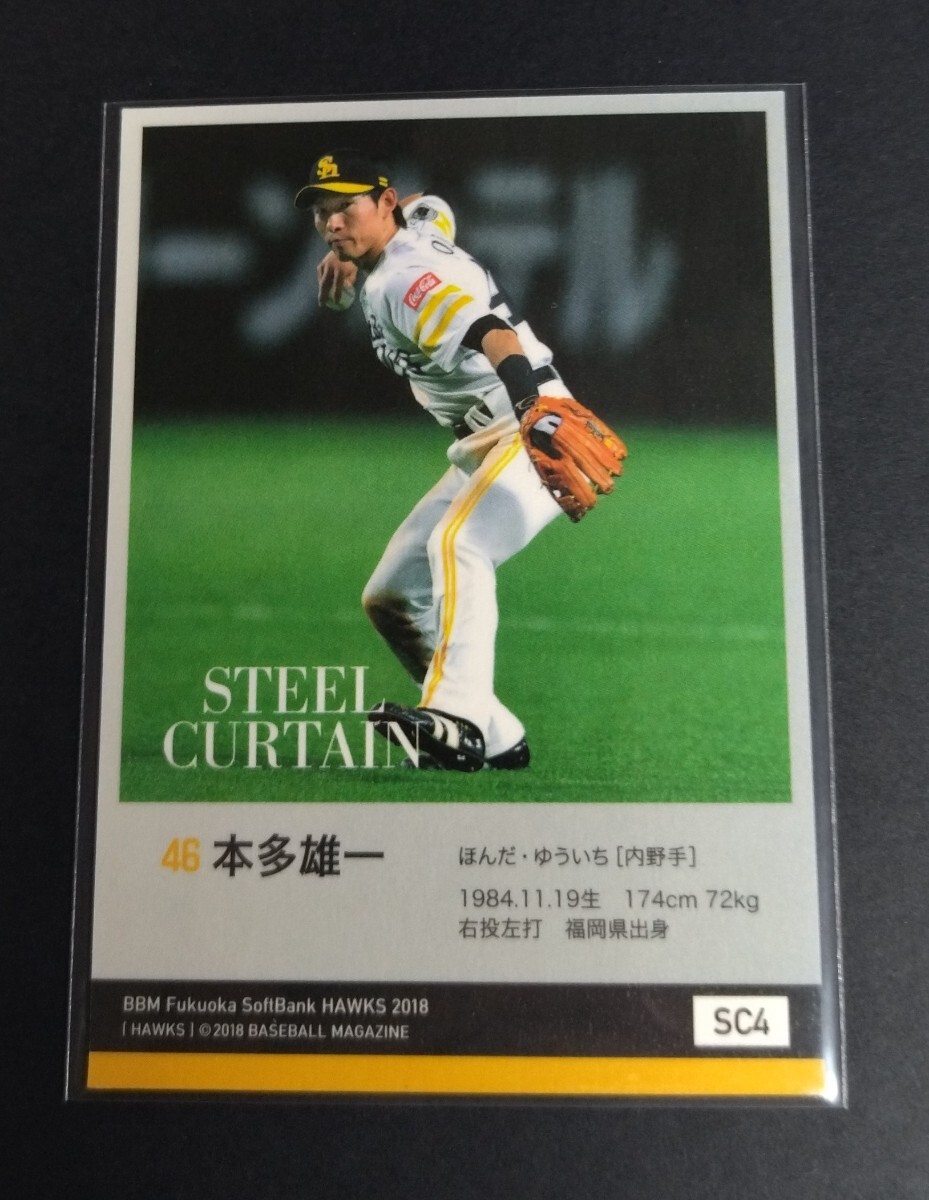 Coca-Cola
STEEL
CURTAIN
46 本多雄一
ほんだ・ゆういち [内野手]
1984.11.19生 174cm 72kg
右投左打 福岡県出身
BBM Fukuoka SoftBank HAWKS 2018
[ HAWKS ] ©2018 BASEBALL MAGAZINE
SC4